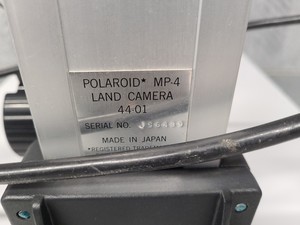 POLAROID* MP-4
LAND CAMERA
44-01
SERIAL NO.
MADE IN JAPAN
*REGISTERED